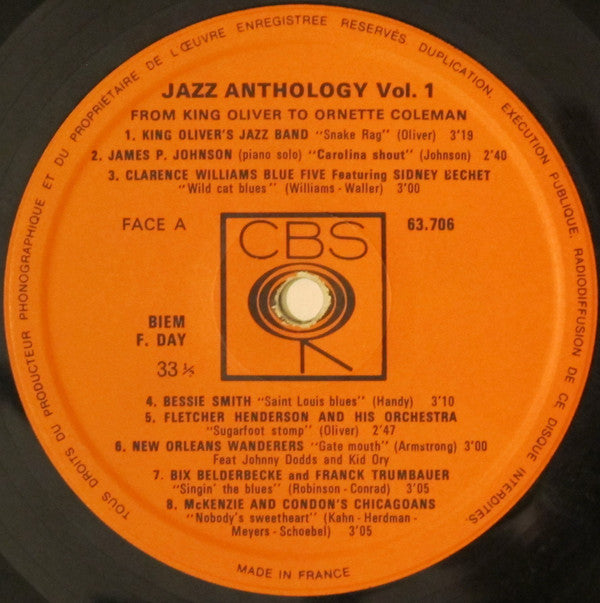 TOUS DROITS DU PRODUCTEUR PHONOGRAPHIQUE ET DU PROPRIÉTAIRE DE L'ŒUVRE ENREGISTREE RESERVÉS. DUPLICATION, EXÉCUTION PUBLIQUE, RADIODIFFUSION DE CE DISQUE INTERDITES
JAZZ ANTHOLOGY Vol. 1
FROM KING OLIVER TO ORNETTE COLEMAN
1. KING OLIVER'S JAZZ BAND "Snake Rag" (Oliver) 3'19
2. JAMES P. JOHNSON (piano solo) "Carolina shout" (Johnson) 2'40
3. CLARENCE WILLIAMS BLUE FIVE Featuring SIDNEY BECHET
"Wild cat blues" (Williams - Waller) 3'00
FACE A
CBS
63.706
BIEM
F. DAY
33 ⅓
4. BESSIE SMITH "Saint Louis blues" (Handy) 3'10
5. FLETCHER HENDERSON AND HIS ORCHESTRA
"Sugarfoot stomp" (Oliver) 2'47
6. NEW ORLEANS WANDERERS "Gate mouth" (Armstrong) 3'00
Feat Johnny Dodds and Kid Ory
7. BIX BELDERBECKE and FRANCK TRUMBAUER
"Singin' the blues" (Robinson - Conrad) 3'05
8. McKENZIE AND CONDON'S CHICAGOANS
"Nobody's sweetheart" (Kahn - Herdman -
Meyers - Schoebel) 3'05
MADE IN FRANCE